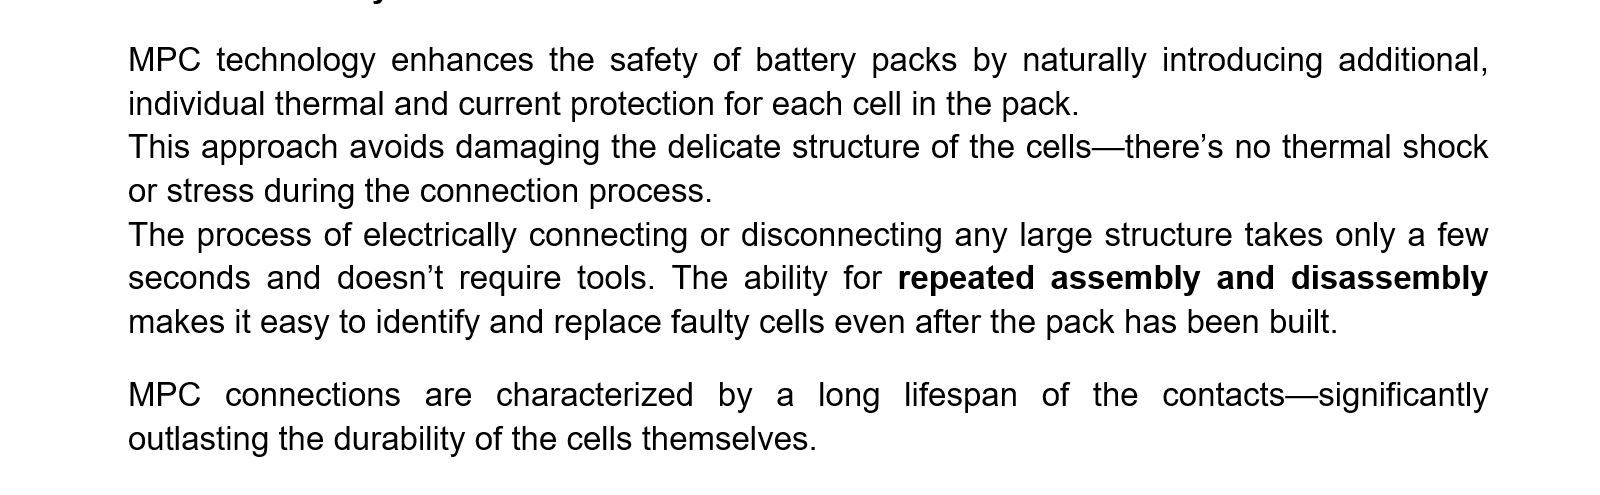 MPC technology enhances the safety of battery packs by naturally introducing additional,
individual thermal and current protection for each cell in the pack.
This approach avoids damaging the delicate structure of the cells—there’s no thermal shock
or stress during the connection process.
The process of electrically connecting or disconnecting any large structure takes only a few
seconds and doesn’t require tools. The ability for repeated assembly and disassembly
makes it easy to identify and replace faulty cells even after the pack has been built.
MPC connections are characterized by a long lifespan of the contacts—significantly
outlasting the durability of the cells themselves.